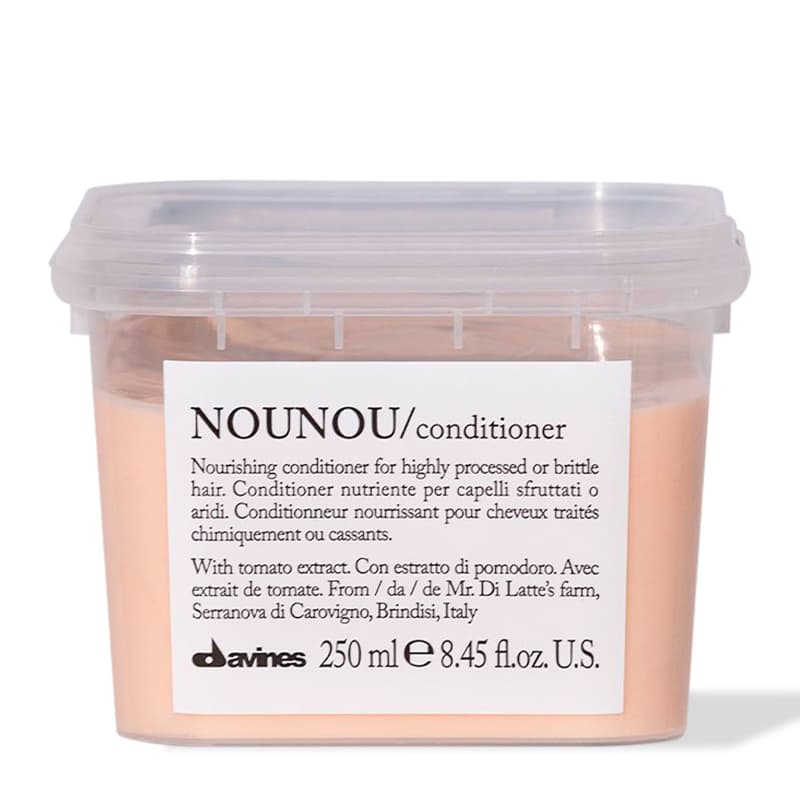 NOUNOU/conditioner
Nourishing conditioner for highly processed or brittle
hair. Conditioner nutriente per capelli sfruttati o
aridi. Conditionneur nourrissant pour cheveux traités
chimiquement ou cassants.
With tomato extract. Con estratto di pomodoro. Avec
extrait de tomate. From / da / de Mr. Di Latte's farm,
Serranova di Carovigno, Brindisi, Italy
davines 250 ml ℮ 8.45 fl.oz. U.S.